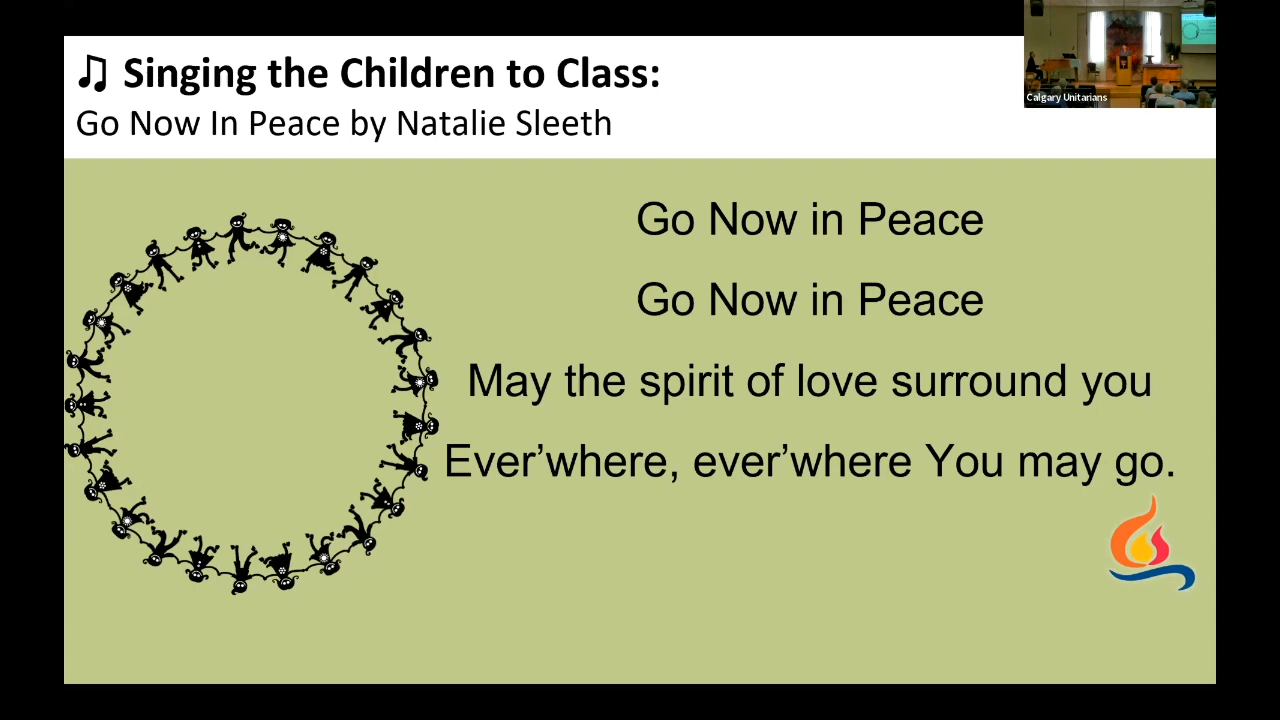 ♫ Singing the Children to Class:
Go Now In Peace by Natalie Sleeth
Calgary Unitarians
Go Now in Peace
Go Now in Peace
May the spirit of love surround you
Ever’where, ever’where You may go.